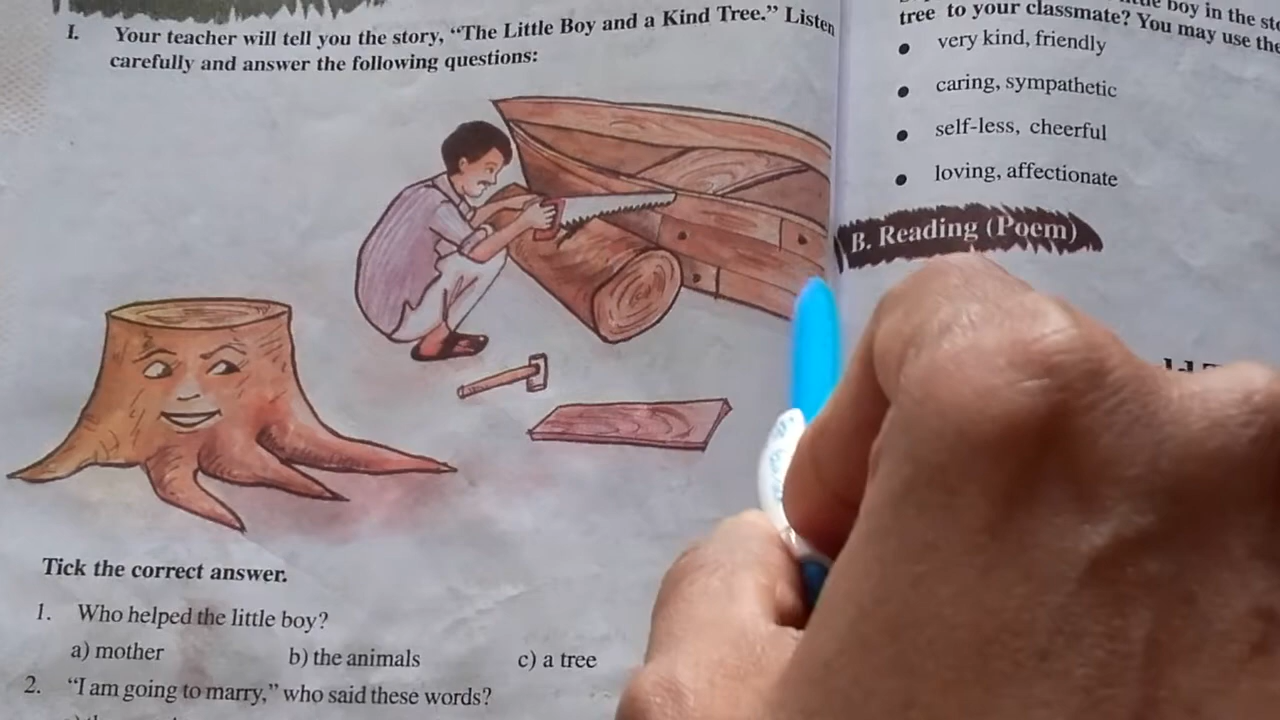 I. Your teacher will tell you the story, “The Little Boy and a Kind Tree.” Listen
carefully and answer the following questions:
Tick the correct answer.
1. Who helped the little boy?
a) mother b) the animals c) a tree
2. “I am going to marry,” who said these words?
boy in the
tree to your classmate? You may use the
• very kind, friendly
• caring, sympathetic
• self-less, cheerful
• loving, affectionate
B. Reading (Poem)